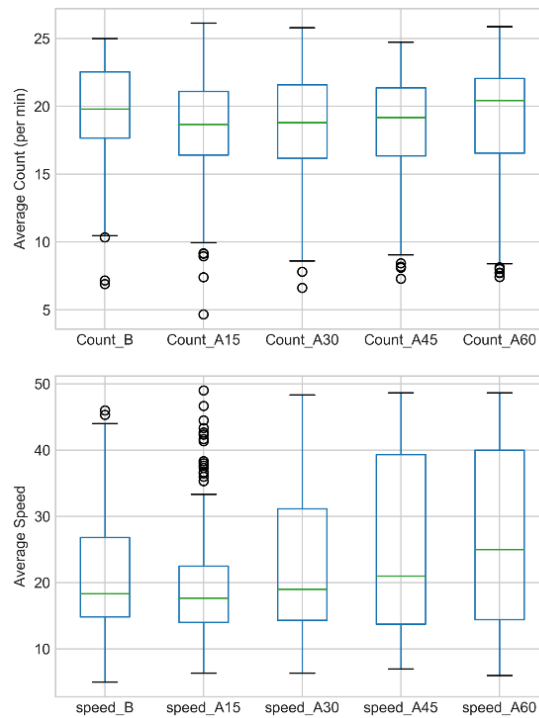 25
20
15
10
5
Average Count (per min)
Count_B Count_A15 Count_A30 Count_A45 Count_A60
50
40
30
20
10
Average Speed
speed_B speed_A15 speed_A30 speed_A45 speed_A60